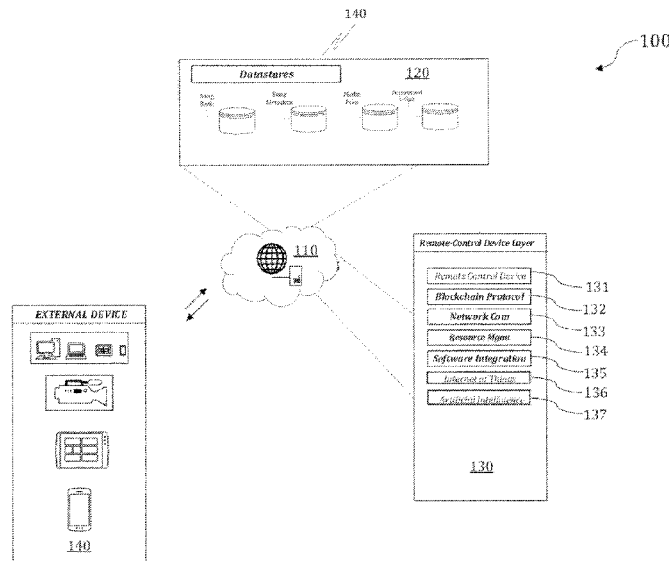 140
100
Datastores
120
110
Remote-Control Device Layer
Remote Control Device
131
Blockchain Protocol
132
Network Com
133
Resource Mgmt
134
Software Integration
135
Internet of Things
136
Artificial Intelligence
137
130
EXTERNAL DEVICE
140